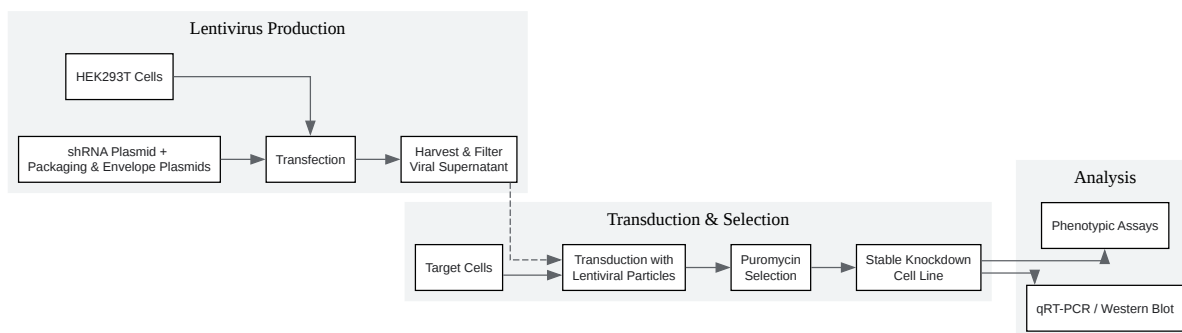 Lentivirus Production
HEK293T Cells
shRNA Plasmid +
Packaging & Envelope Plasmids
Transfection
Harvest & Filter
Viral Supernatant
Transduction & Selection
Target Cells
Transduction with
Lentiviral Particles
Puromycin
Selection
Stable Knockdown
Cell Line
Analysis
Phenotypic Assays
qRT-PCR / Western Blot